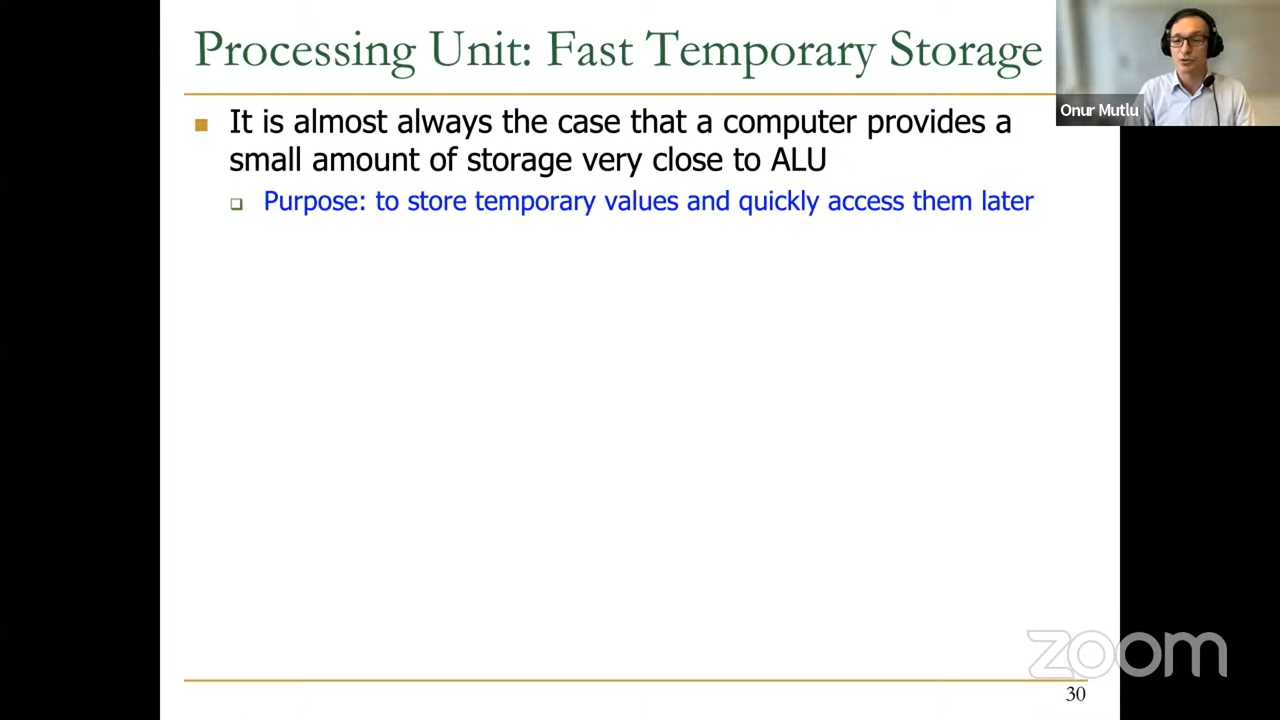 Processing Unit: Fast Temporary Storage
Onur Mutlu
It is almost always the case that a computer provides a
small amount of storage very close to ALU
Purpose: to store temporary values and quickly access them later
zoom
30